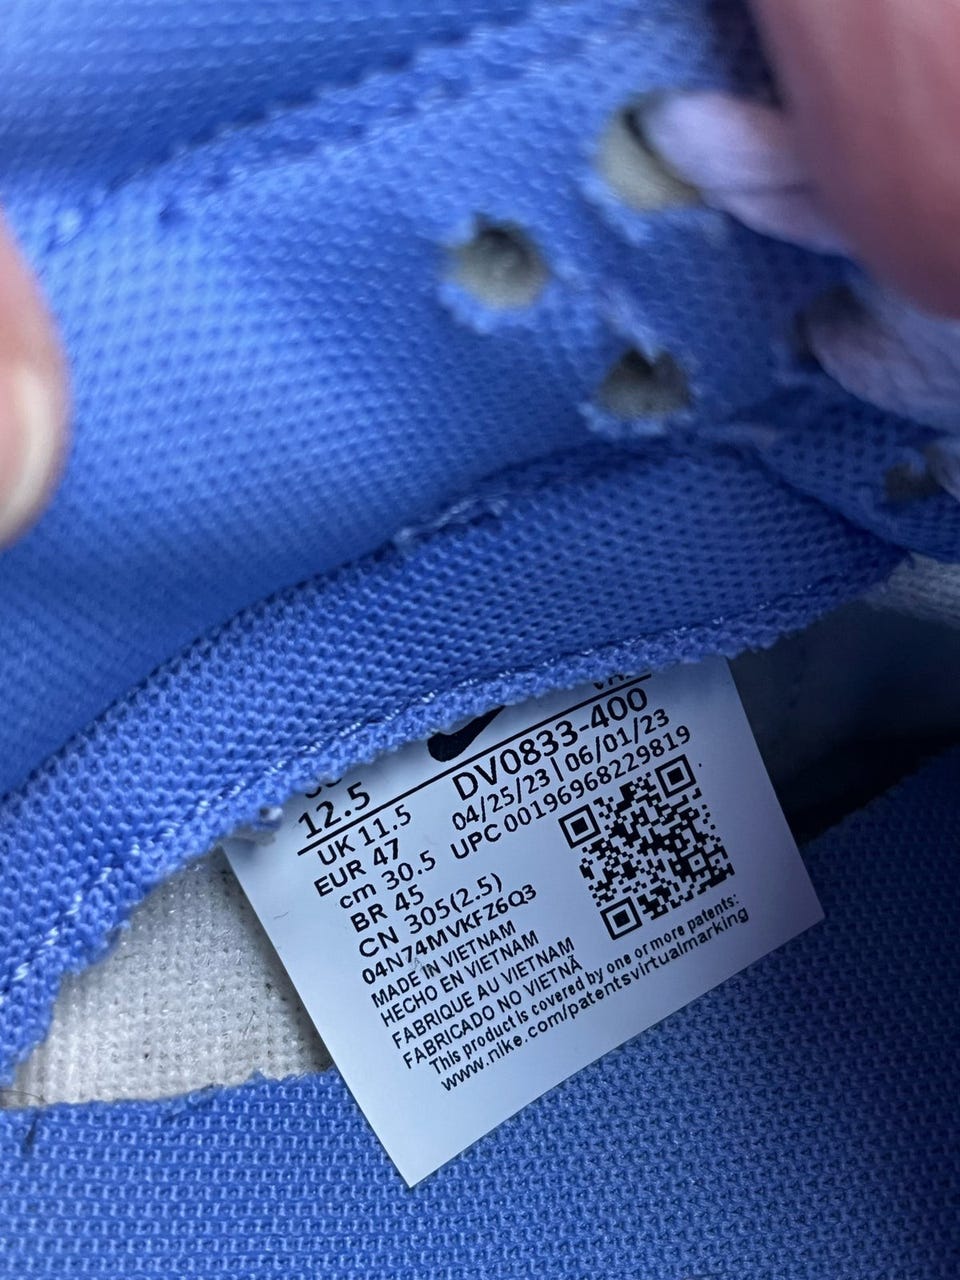 12.5
UK 11.5
EUR 47
cm 30.5
BR 45
CN 305(2.5)
04N74MVKFZ6Q3
DV0833-400
04/25/23 | 06/01/23
UPC 00196968229819
MADE IN VIETNAM
HECHO EN VIETNAM
FABRIQUE AU VIETNAM
FABRICADO NO VIETNÃ
This product is covered by one or more patents:
www.nike.com/patentsvirtualmarking